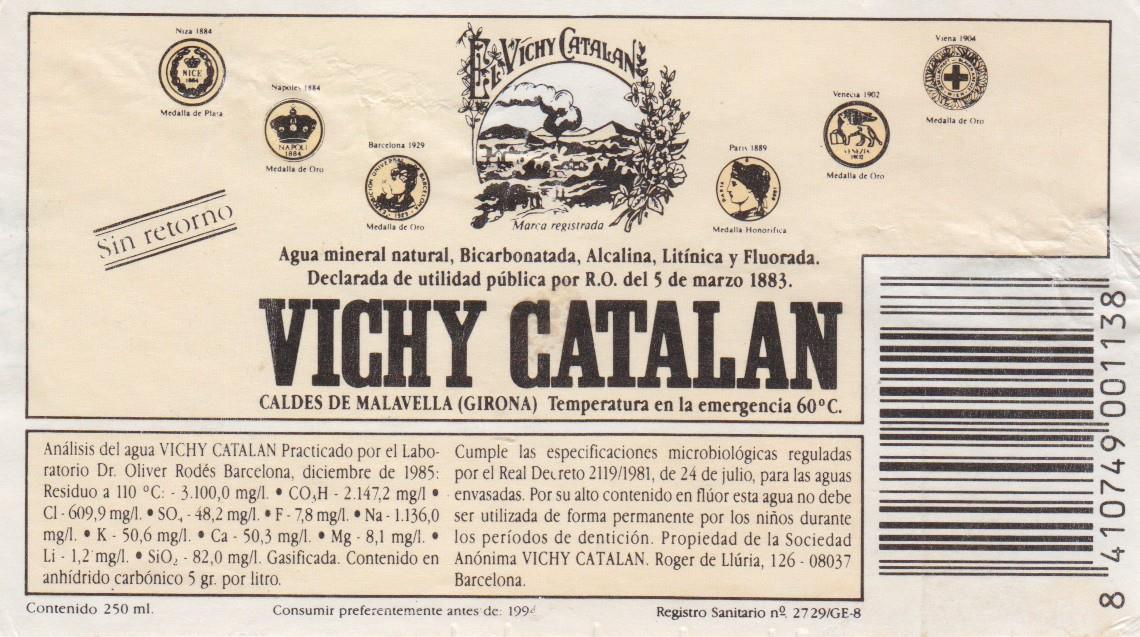 Niza 1884
NICE
1884
Medalla de Plata
Napoles 1884
NAPOLI
1884
Medalla de Oro
Barcelona 1929
Medalla de Oro
El VICHY CATALAN
Marca registrada
Paris 1889
PARIS 1889
Medalla Honorífica
Venecia 1902
VENEZIA
1902
Medalla de Oro
Viena 1904
Medalla de Oro
Sin retorno
Agua mineral natural, Bicarbonatada, Alcalina, Litínica y Fluorada.
Declarada de utilidad pública por R.O. del 5 de marzo 1883.
VICHY CATALAN
CALDES DE MALAVELLA (GIRONA) Temperatura en la emergencia 60ºC.
Análisis del agua VICHY CATALAN Practicado por el Labo-
ratorio Dr. Oliver Rodés Barcelona, diciembre de 1985:
Residuo a 110 ºC: - 3.100,0 mg/l. • CO₃H - 2.147,2 mg/l •
Cl - 609,9 mg/l. • SO₄ - 48,2 mg/l. • F - 7,8 mg/l. • Na - 1.136,0
mg/l. • K - 50,6 mg/l. • Ca - 50,3 mg/l. • Mg - 8,1 mg/l. •
Li - 1,2 mg/l. • SiO₂ - 82,0 mg/l. Gasificada. Contenido en
anhídrido carbónico 5 gr. por litro.
Cumple las especificaciones microbiológicas reguladas
por el Real Decreto 2119/1981, de 24 de julio, para las aguas
envasadas. Por su alto contenido en flúor esta agua no debe
ser utilizada de forma permanente por los niños durante
los períodos de dentición. Propiedad de la Sociedad
Anónima VICHY CATALAN. Roger de Llúria, 126 - 08037
Barcelona.
Contenido 250 ml.
Consumir preferentemente antes de:
Registro Sanitario nº. 2729/GE-8
8 410749 001138